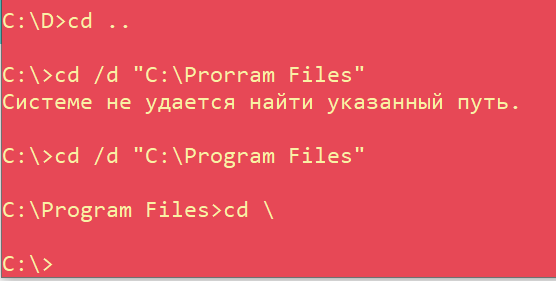 C:\D>cd ..
C:\>cd /d "C:\Prorram Files"
Системе не удается найти указанный путь.
C:\>cd /d "C:\Program Files"
C:\Program Files>cd \
C:\>